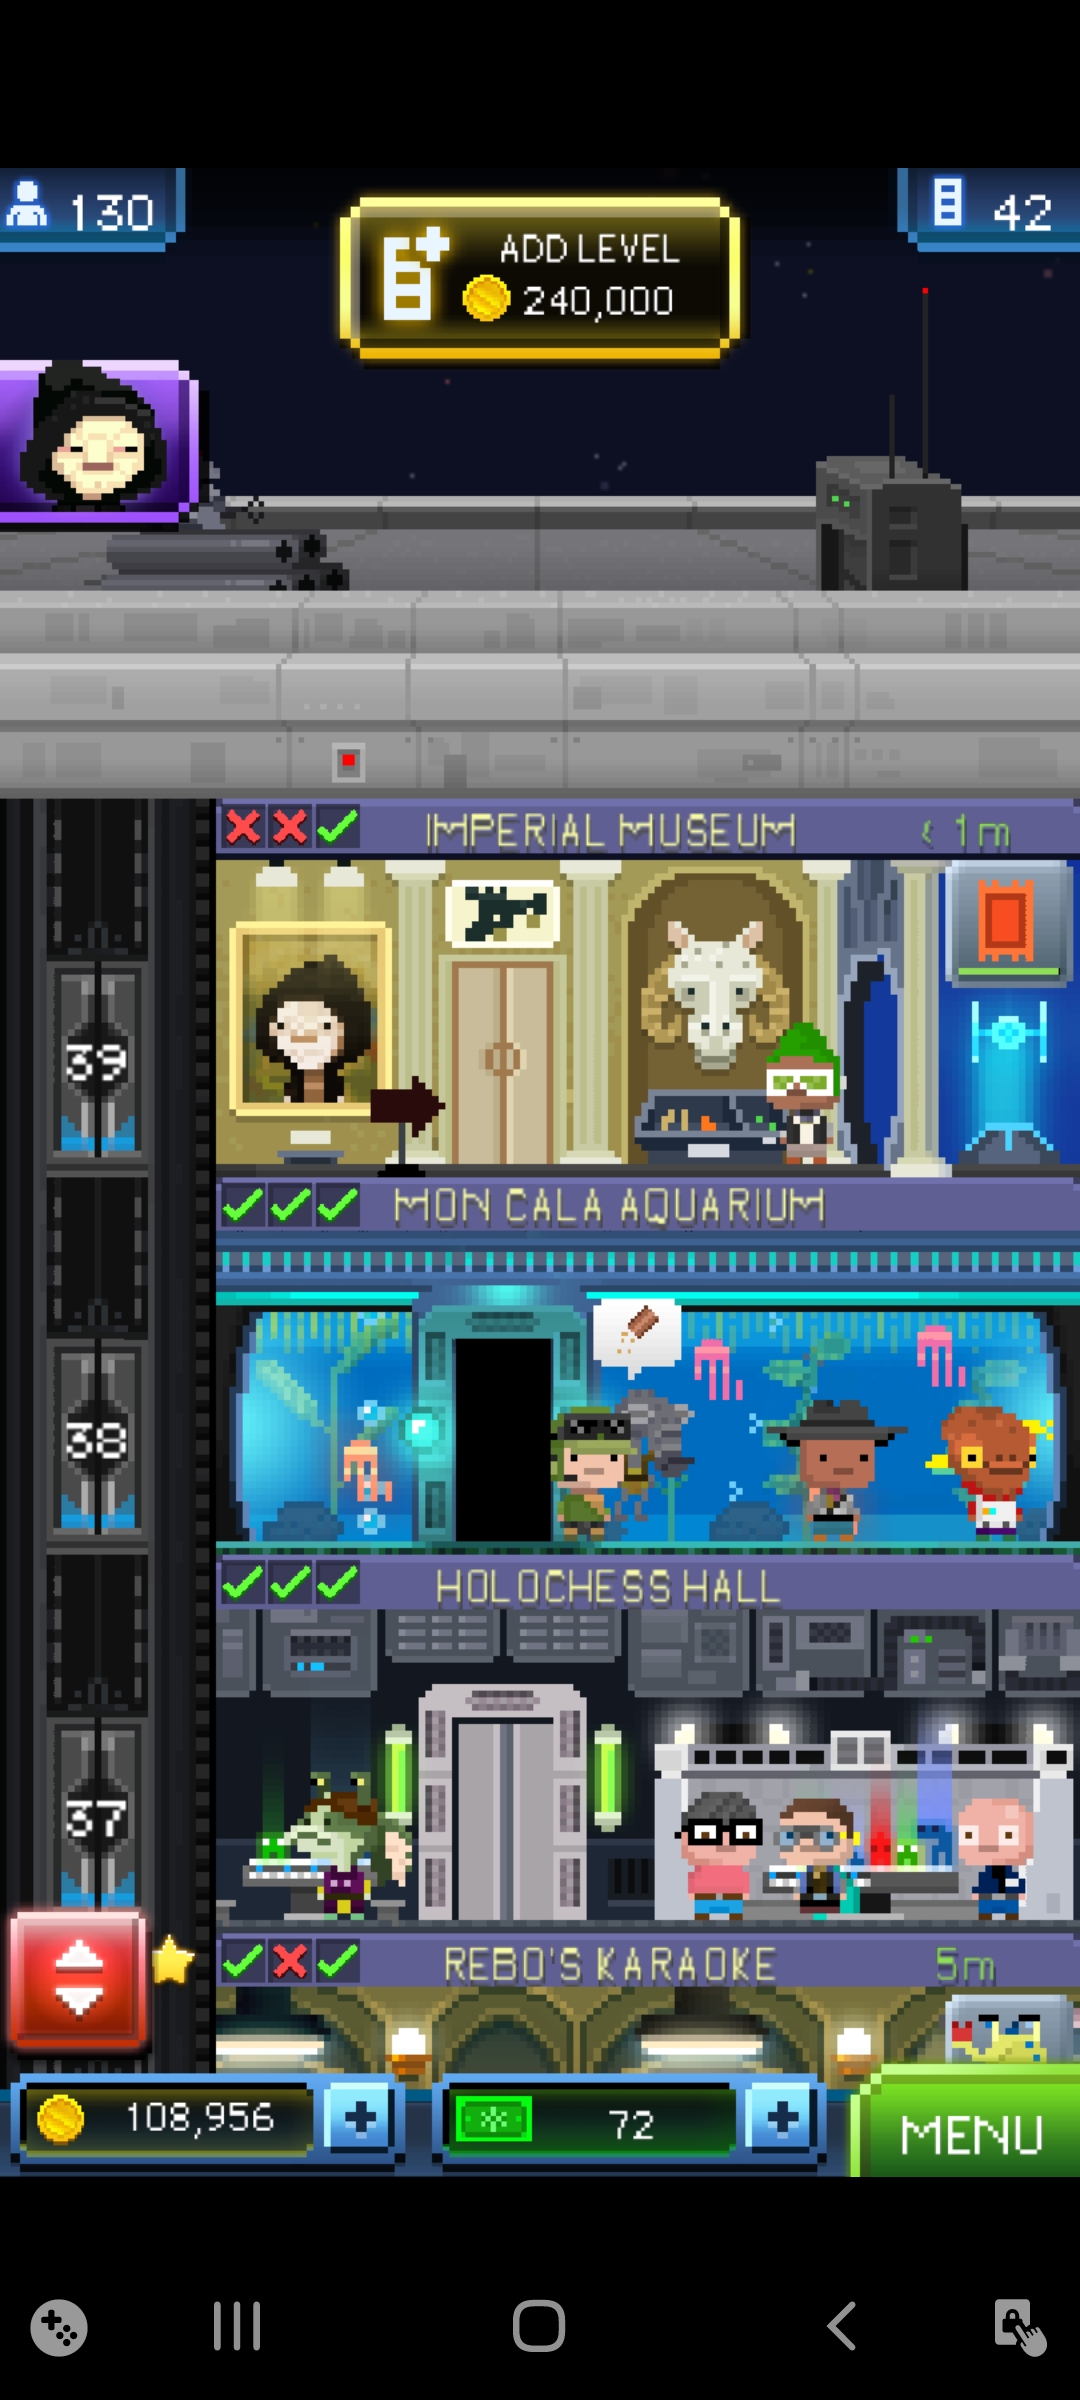 130
ADD LEVEL
240,000
42
IMPERIAL MUSEUM < 1m
39
MON CALA AQUARIUM
38
HOLOCHESS HALL
37
REBO'S KARAOKE 5m
108,956
72
MENU